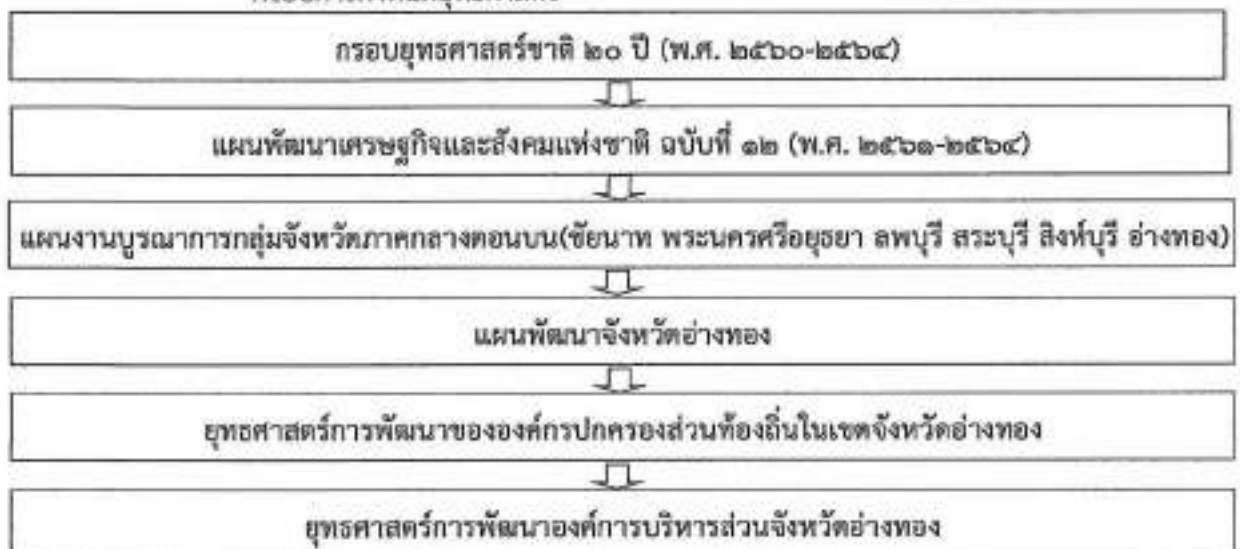 กรอบยุทธศาสตร์ชาติ ๒๐ ปี (พ.ศ. ๒๕๖๐-๒๕๖๔)
แผนพัฒนาเศรษฐกิจและสังคมแห่งชาติ ฉบับที่ ๑๒ (พ.ศ. ๒๕๖๑-๒๕๖๔)
แผนงานบูรณาการกลุ่มจังหวัดภาคกลางตอนบน(ชัยนาท พระนครศรีอยุธยา ลพบุรี สระบุรี สิงห์บุรี อ่างทอง)
แผนพัฒนาจังหวัดอ่างทอง
ยุทธศาสตร์การพัฒนาขององค์กรปกครองส่วนท้องถิ่นในเขตจังหวัดอ่างทอง
ยุทธศาสตร์การพัฒนาองค์การบริหารส่วนจังหวัดอ่างทอง